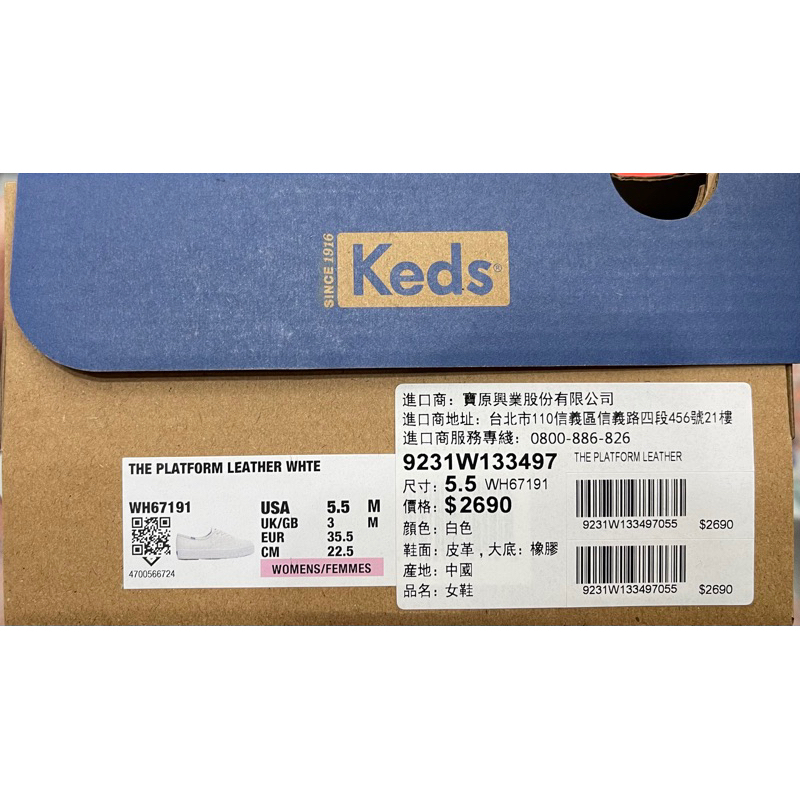 SINCE 1916
Keds®
THE PLATFORM LEATHER WHTE
WH67191
USA 5.5 M
UK/GB 3 M
EUR 35.5
CM 22.5
WOMENS/FEMMES
4700566724
進口商：寶原興業股份有限公司
進口商地址：台北市110信義區信義路四段456號21樓
進口商服務專綫：0800-886-826
9231W133497 THE PLATFORM LEATHER
尺寸：5.5 WH67191
價格：$2690
9231W133497055 $2690
顏色：白色
鞋面：皮革，大底：橡膠
產地：中國
品名：女鞋
9231W133497055 $2690